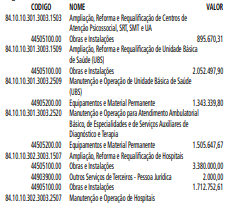 CODIGO NOME VALOR
84.10.10.301.3003.1503 Ampliação, Reforma e Requalificação de Centros de
Atenção Psicossocial, SRT, SMT e UA
44505100.00 Obras e Instalações 895.670,31
84.10.10.301.3003.1509 Ampliação, Reforma e Requalificação de Unidade Básica
de Saúde (UBS)
44505100.00 Obras e Instalações 2.052.497,90
84.10.10.301.3003.2509 Manutenção e Operação de Unidade Básica de Saúde
(UBS)
44905200.00 Equipamentos e Material Permanente 1.343.339,80
84.10.10.301.3003.2520 Manutenção e Operação para Atendimento Ambulatorial
Básico, de Especialidades e de Serviços Auxiliares de
Diagnóstico e Terapia
44505200.00 Equipamentos e Material Permanente 1.505.647,67
84.10.10.302.3003.1507 Ampliação, Reforma e Requalificação de Hospitais
44505100.00 Obras e Instalações 3.380.000,00
44903900.00 Outros Serviços de Terceiros - Pessoa Jurídica 2.000,00
44905100.00 Obras e Instalações 1.712.752,61
84.10.10.302.3003.2507 Manutenção e Operação de Hospitais